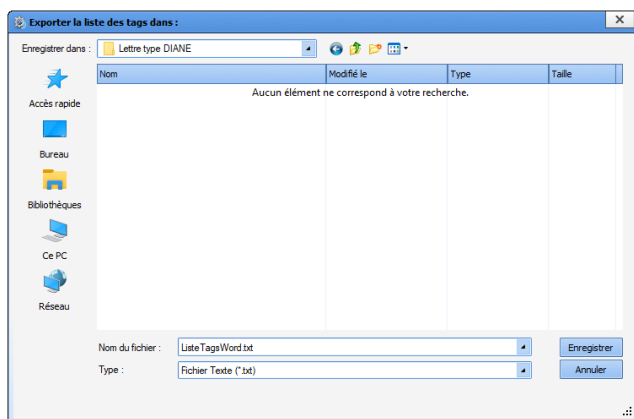 Exporter la liste des tags dans :
Enregistrer dans : Lettre type DIANE
Nom Modifié le Type Taille
Aucun élément ne correspond à votre recherche.
Accès rapide
Bureau
Bibliothèques
Ce PC
Réseau
Nom du fichier : ListeTagsWord.txt Enregistrer
Type : Fichier Texte (*.txt) Annuler